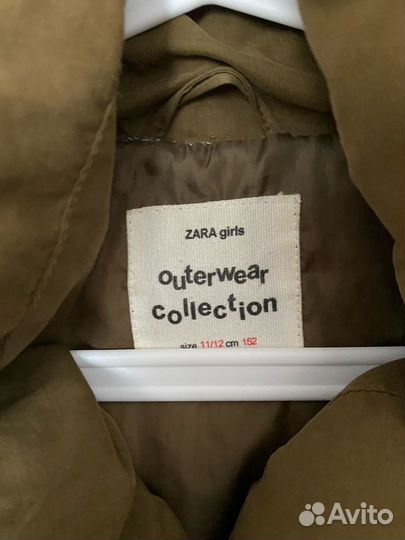 ZARA girls
outerwear
collection
size 11/12 cm 152
Avito